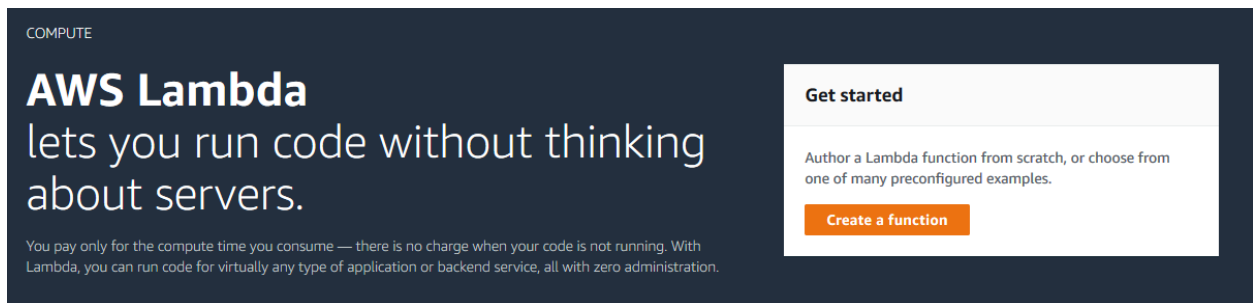 COMPUTE
AWS Lambda
lets you run code without thinking
about servers.
You pay only for the compute time you consume — there is no charge when your code is not running. With
Lambda, you can run code for virtually any type of application or backend service, all with zero administration.
Get started
Author a Lambda function from scratch, or choose from
one of many preconfigured examples.
Create a function